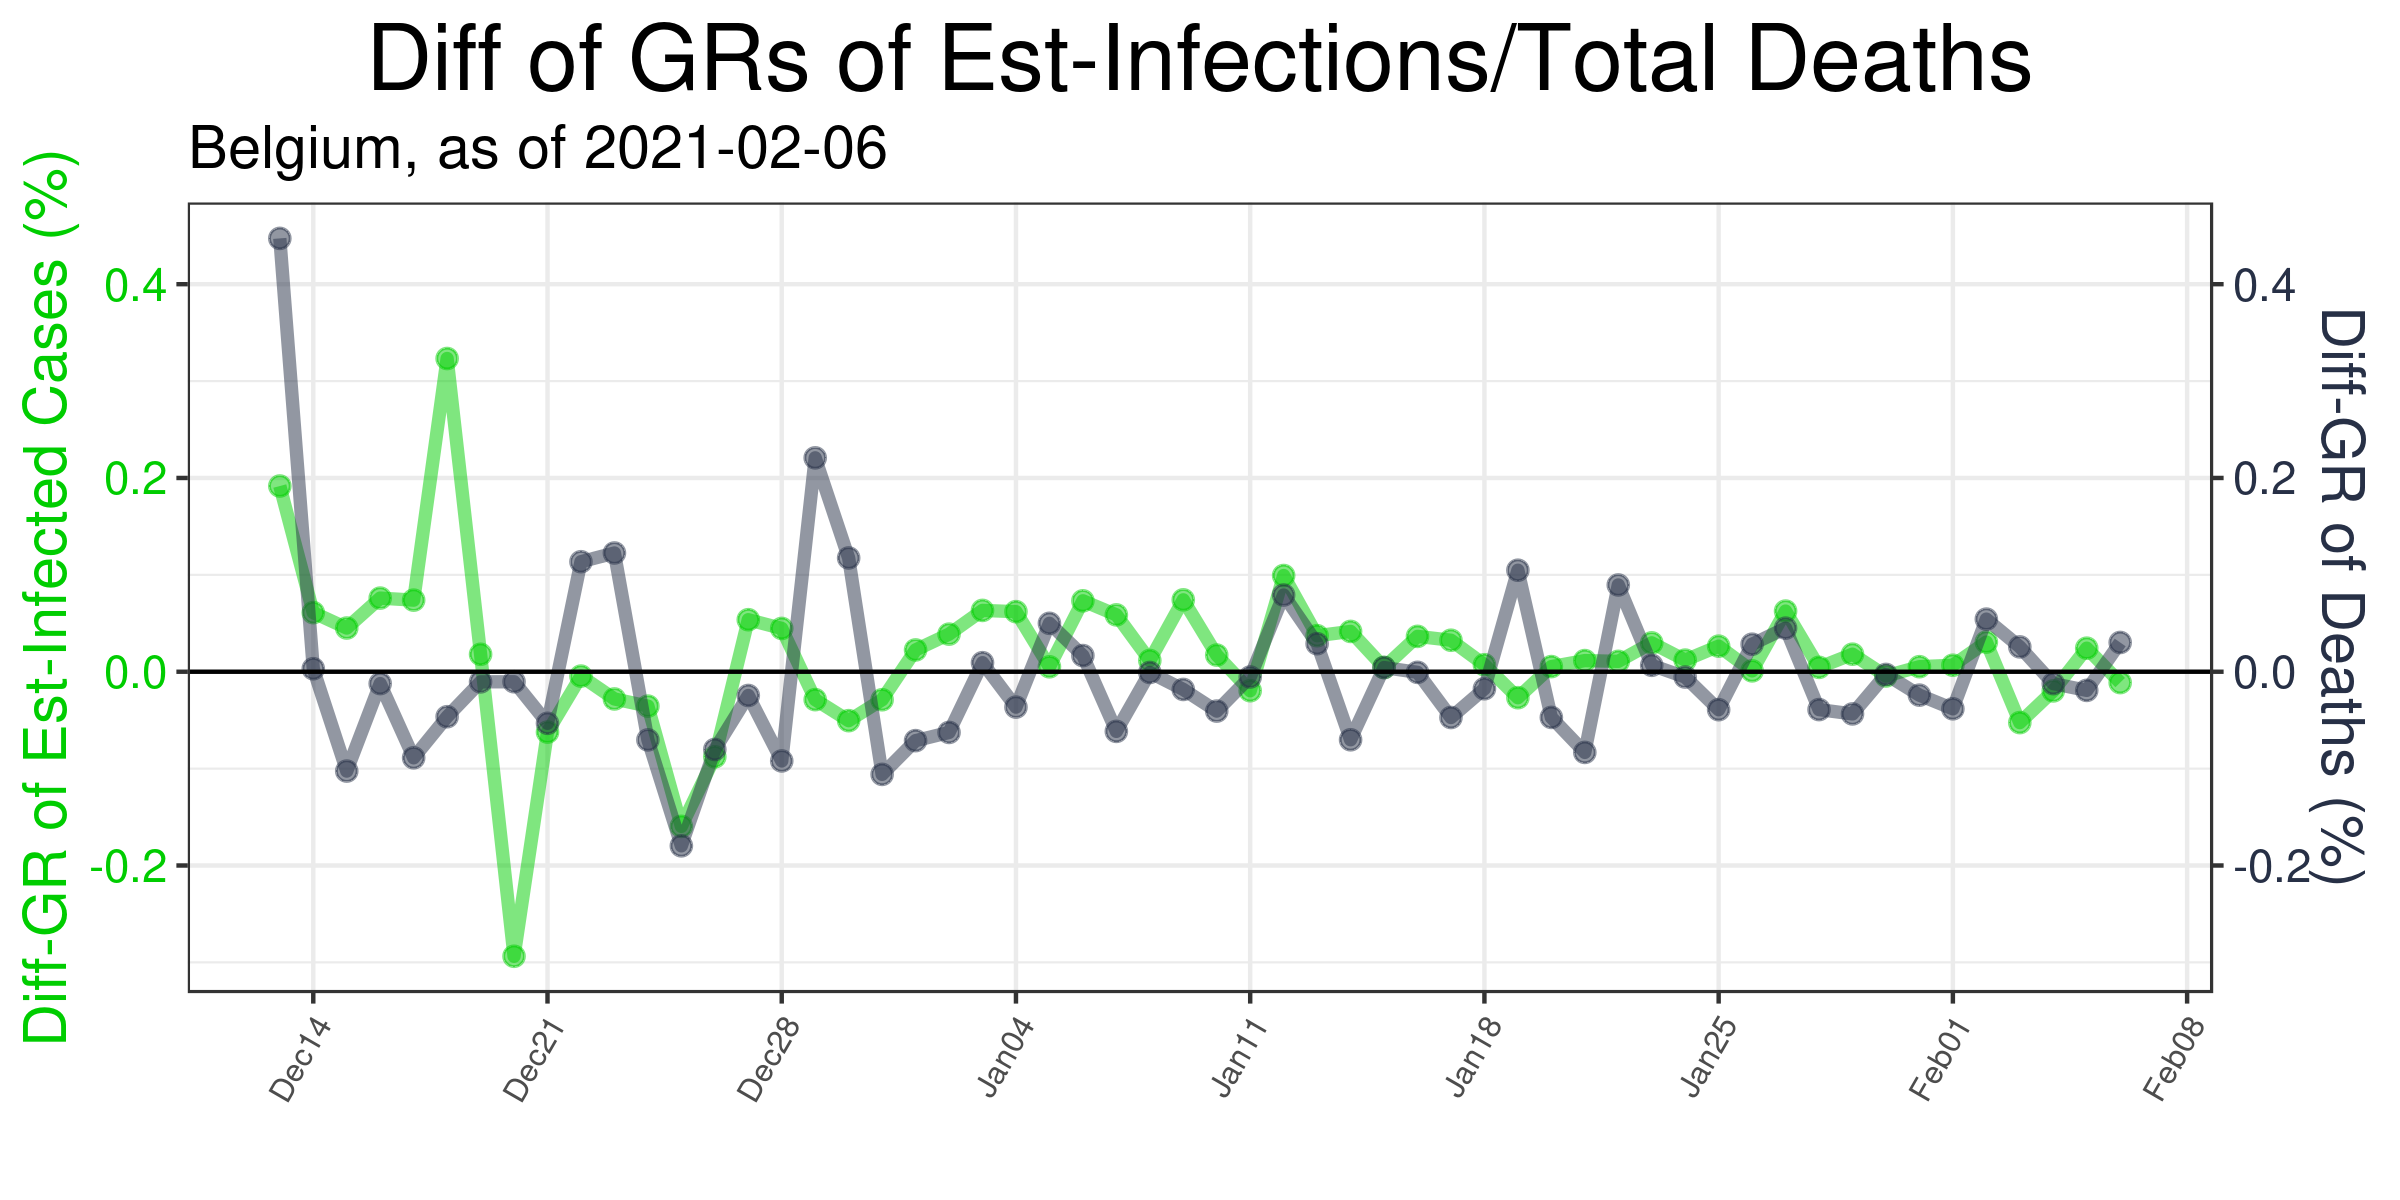 Diff of GRs of Est-Infections/Total Deaths
Belgium, as of 2021-02-06
Diff-GR of Est-Infected Cases (%)
0.4
0.2
0.0
-0.2
0.4
0.2
0.0
-0.2
Diff-GR of Deaths (%)
Dec14
Dec21
Dec28
Jan04
Jan11
Jan18
Jan25
Feb01
Feb08